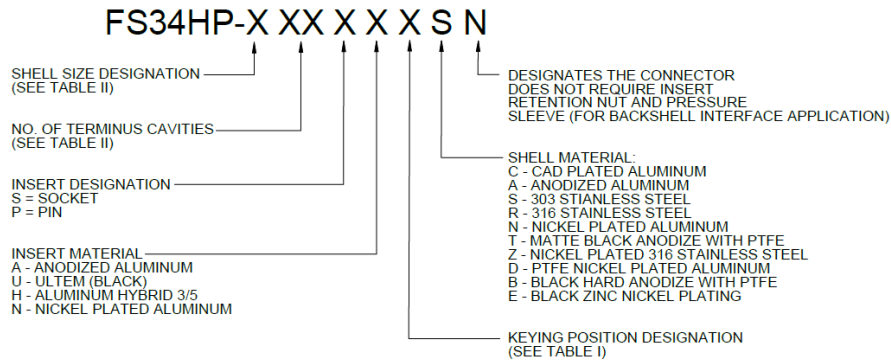 FS34HP-X XX X X X S N
SHELL SIZE DESIGNATION
(SEE TABLE II)
NO. OF TERMINUS CAVITIES
(SEE TABLE II)
INSERT DESIGNATION
S = SOCKET
P = PIN
INSERT MATERIAL
A - ANODIZED ALUMINUM
U - ULTEM (BLACK)
H - ALUMINUM HYBRID 3/5
N - NICKEL PLATED ALUMINUM
DESIGNATES THE CONNECTOR
DOES NOT REQUIRE INSERT
RETENTION NUT AND PRESSURE
SLEEVE (FOR BACKSHELL INTERFACE APPLICATION)
SHELL MATERIAL:
C - CAD PLATED ALUMINUM
A - ANODIZED ALUMINUM
S - 303 STIANLESS STEEL
R - 316 STAINLESS STEEL
N - NICKEL PLATED ALUMINUM
T - MATTE BLACK ANODIZE WITH PTFE
Z - NICKEL PLATED 316 STAINLESS STEEL
D - PTFE NICKEL PLATED ALUMINUM
B - BLACK HARD ANODIZE WITH PTFE
E - BLACK ZINC NICKEL PLATING
KEYING POSITION DESIGNATION
(SEE TABLE I)